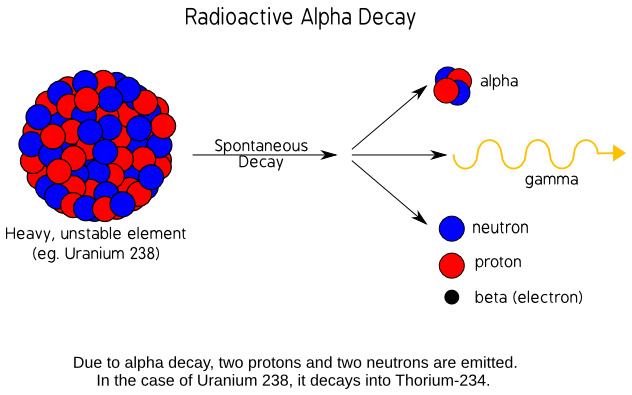 Radioactive Alpha Decay
alpha
Spontaneous
Decay
gamma
Heavy, unstable element
(eg. Uranium 238)
neutron
proton
beta (electron)
Due to alpha decay, two protons and two neutrons are emitted.
In the case of Uranium 238, it decays into Thorium-234.